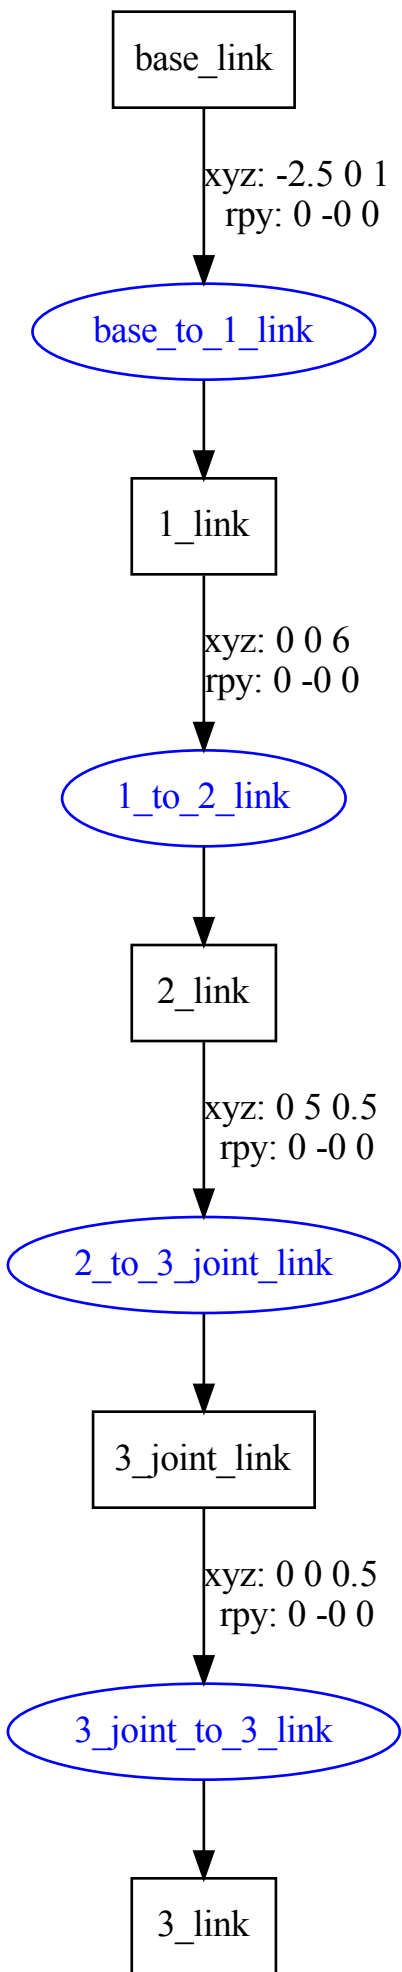 base_link
xyz: -2.5 0 1
rpy: 0 -0 0
base_to_1_link
1_link
xyz: 0 0 6
rpy: 0 -0 0
1_to_2_link
2_link
xyz: 0 5 0.5
rpy: 0 -0 0
2_to_3_joint_link
3_joint_link
xyz: 0 0 0.5
rpy: 0 -0 0
3_joint_to_3_link
3_link